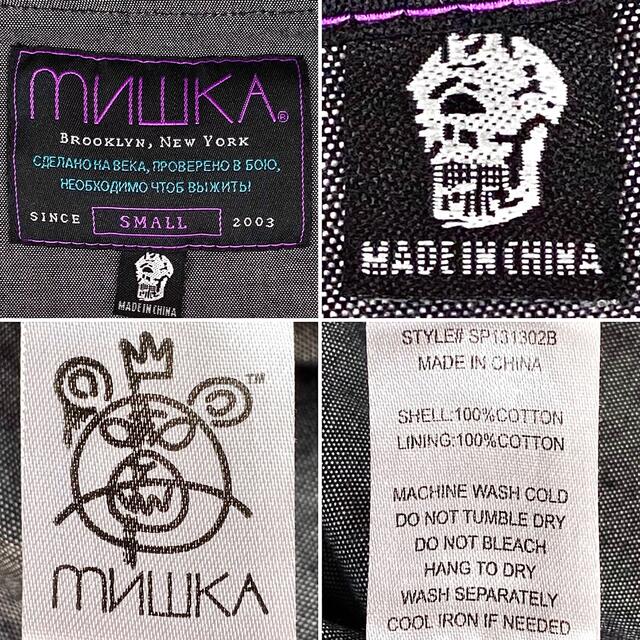 мишка®
BROOKLYN, NEW YORK
СДЕЛАНО НА ВЕКА, ПРОВЕРЕНО В БОЮ,
НЕОБХОДИМО ЧТОБ ВЫЖИТЬ!
SINCE SMALL 2003
MADE IN CHINA
MADE IN CHINA
TM
мишка
STYLE# SP131302B
MADE IN CHINA
SHELL:100%COTTON
LINING:100%COTTON
MACHINE WASH COLD
DO NOT TUMBLE DRY
DO NOT BLEACH
HANG TO DRY
WASH SEPARATELY
COOL IRON IF NEEDED